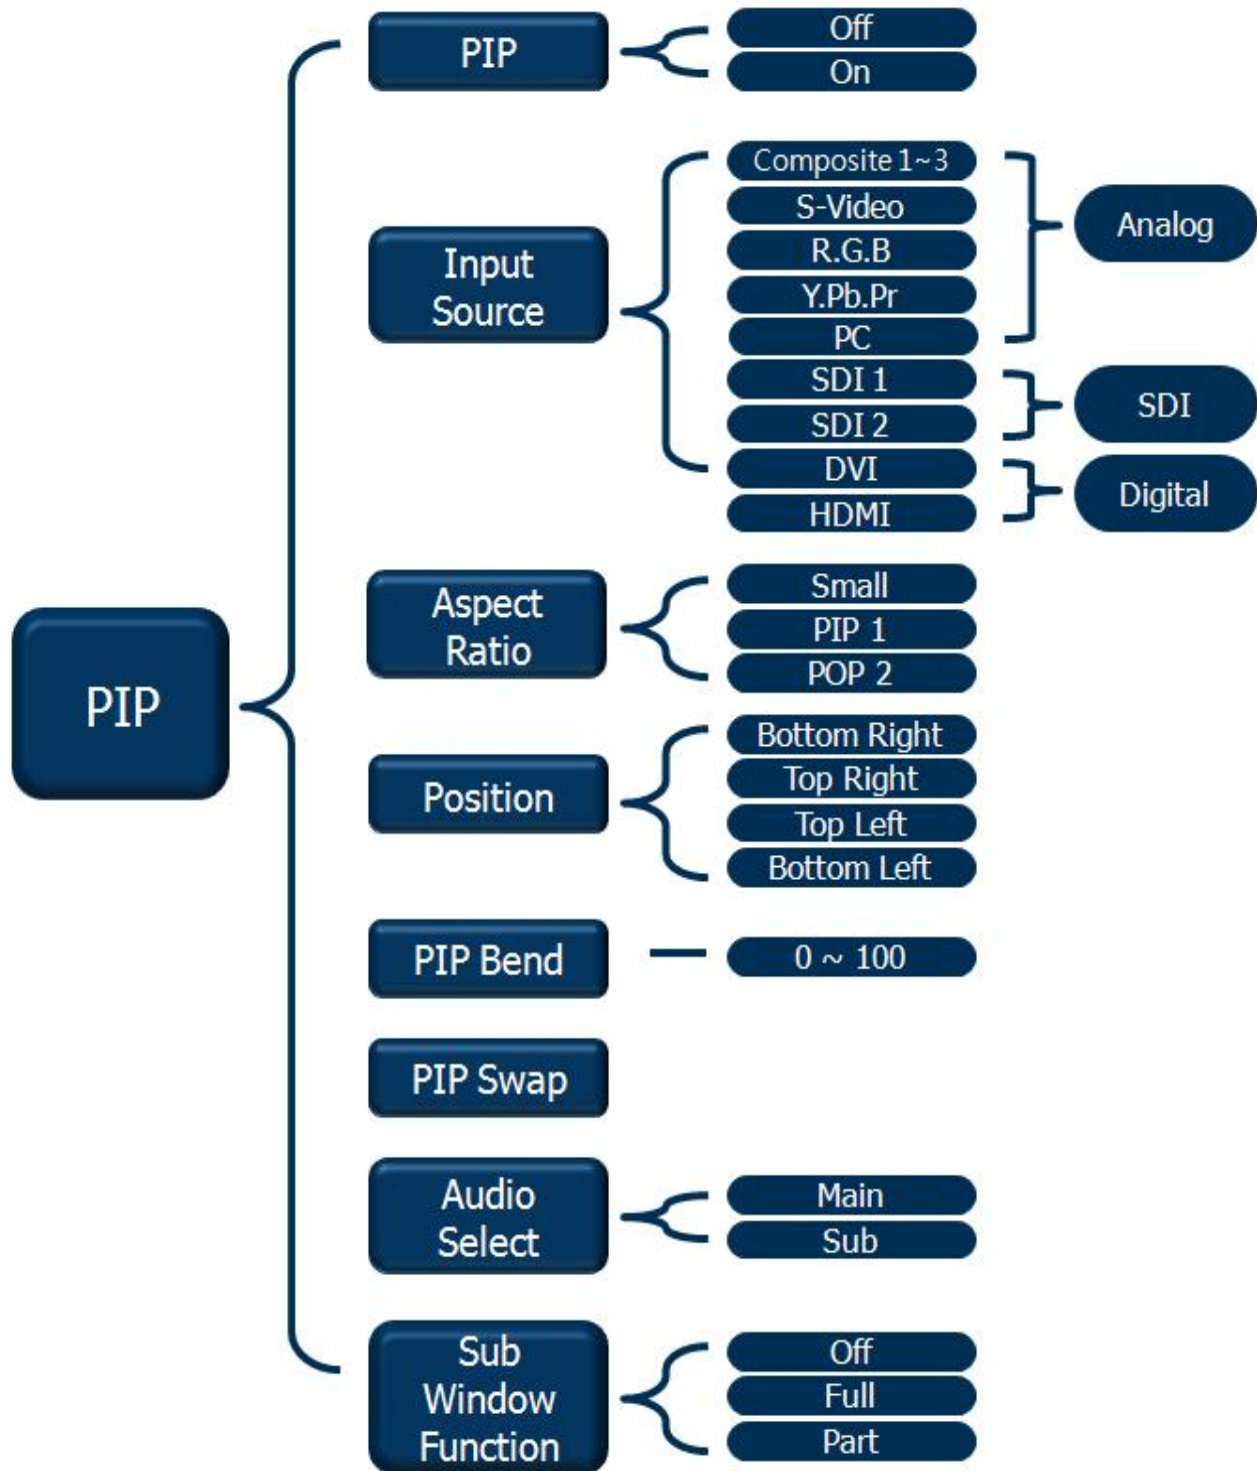 PIP
PIP
Off
On
Input
Source
Composite 1~3
S-Video
R.G.B
Y.Pb.Pr
PC
SDI 1
SDI 2
DVI
HDMI
Analog
SDI
Digital
Aspect
Ratio
Small
PIP 1
POP 2
Position
Bottom Right
Top Right
Top Left
Bottom Left
PIP Bend
0 ~ 100
PIP Swap
Audio
Select
Main
Sub
Sub
Window
Function
Off
Full
Part